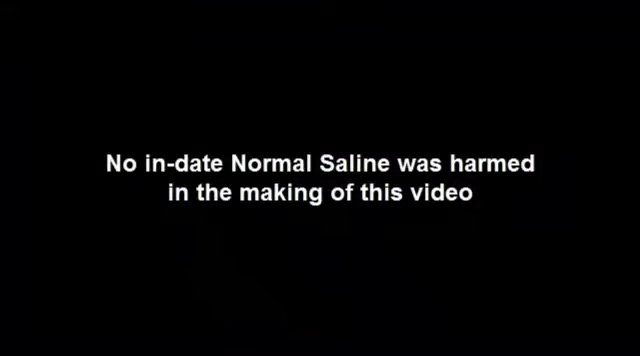 No in-date Normal Saline was harmed
in the making of this video